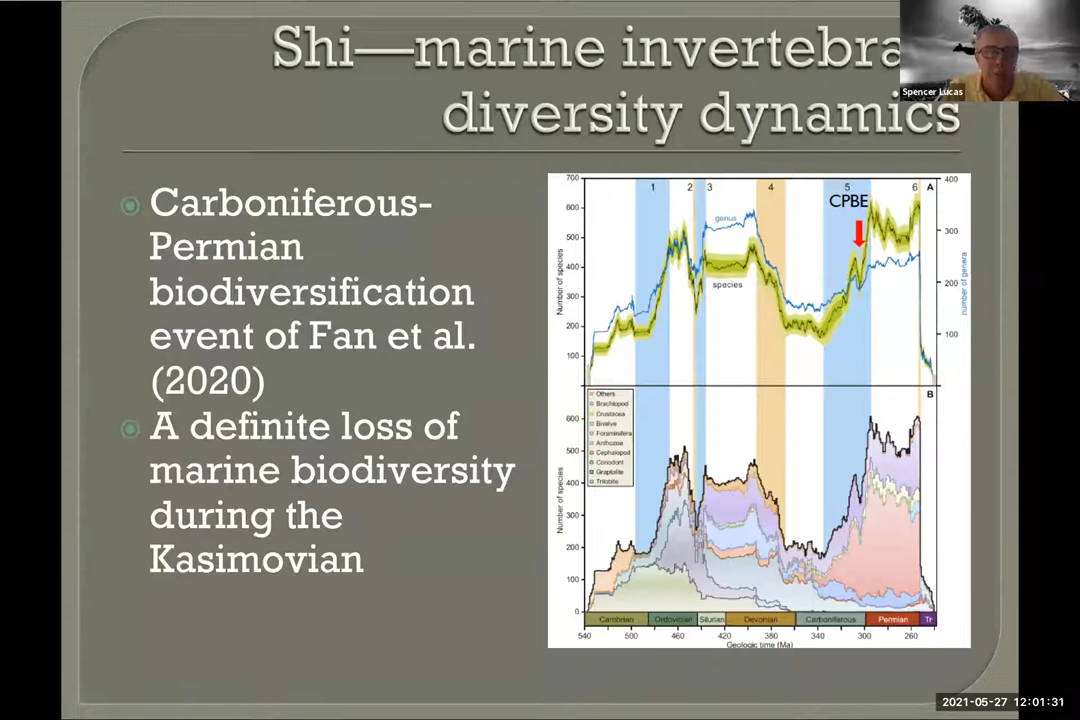 Shi—marine invertebra
diversity dynamics
Spencer Lucas
Carboniferous-
Permian
biodiversification
event of Fan et al.
(2020)
A definite loss of
marine biodiversity
during the
Kasimovian
1 2 3 4 5 6 A
CPBE
genus
species
Number of species
700
600
500
400
300
200
100
number of genera
400
300
200
100
B
Others
Brachiopod
Crustacea
Bivalve
Foraminifera
Anthozoa
Cephalopod
Conodont
Graptolite
Trilobite
Number of species
600
500
400
300
200
100
0
Cambrian Ordovician Silurian Devonian Carboniferous Permian Tr
540 500 460 420 380 340 300 260
Geologic time (Ma)
2021-05-27 12:01:31